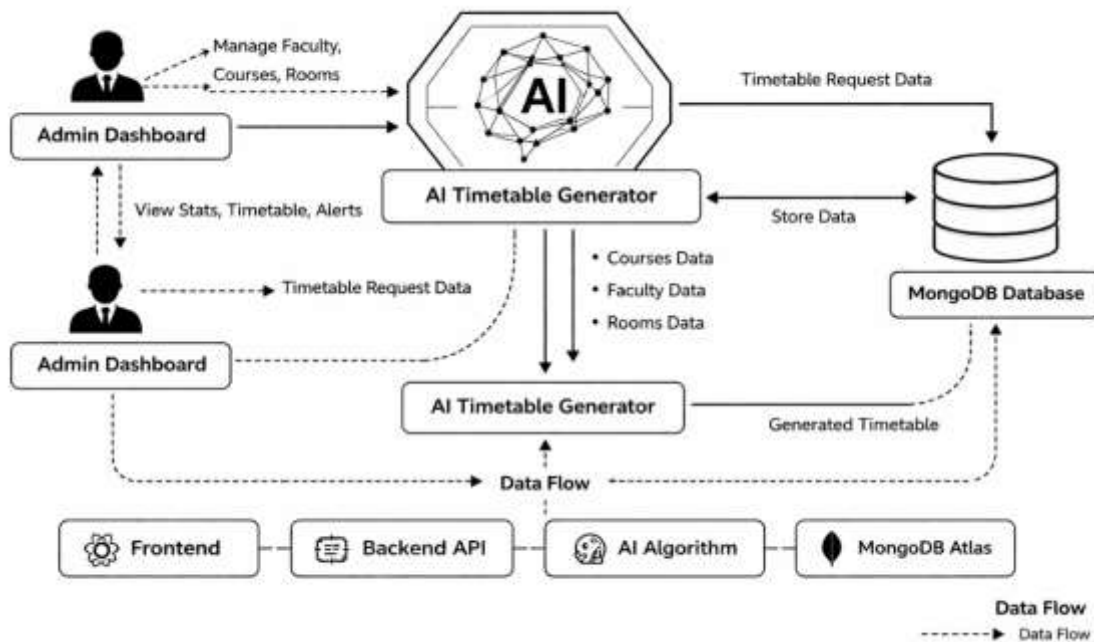 Manage Faculty,
Courses, Rooms
AI
Timetable Request Data
Admin Dashboard
AI Timetable Generator
View Stats, Timetable, Alerts
Store Data
• Courses Data
• Faculty Data
• Rooms Data
Timetable Request Data
MongoDB Database
Admin Dashboard
AI Timetable Generator
Generated Timetable
Data Flow
Frontend
Backend API
AI Algorithm
MongoDB Atlas
Data Flow
Data Flow